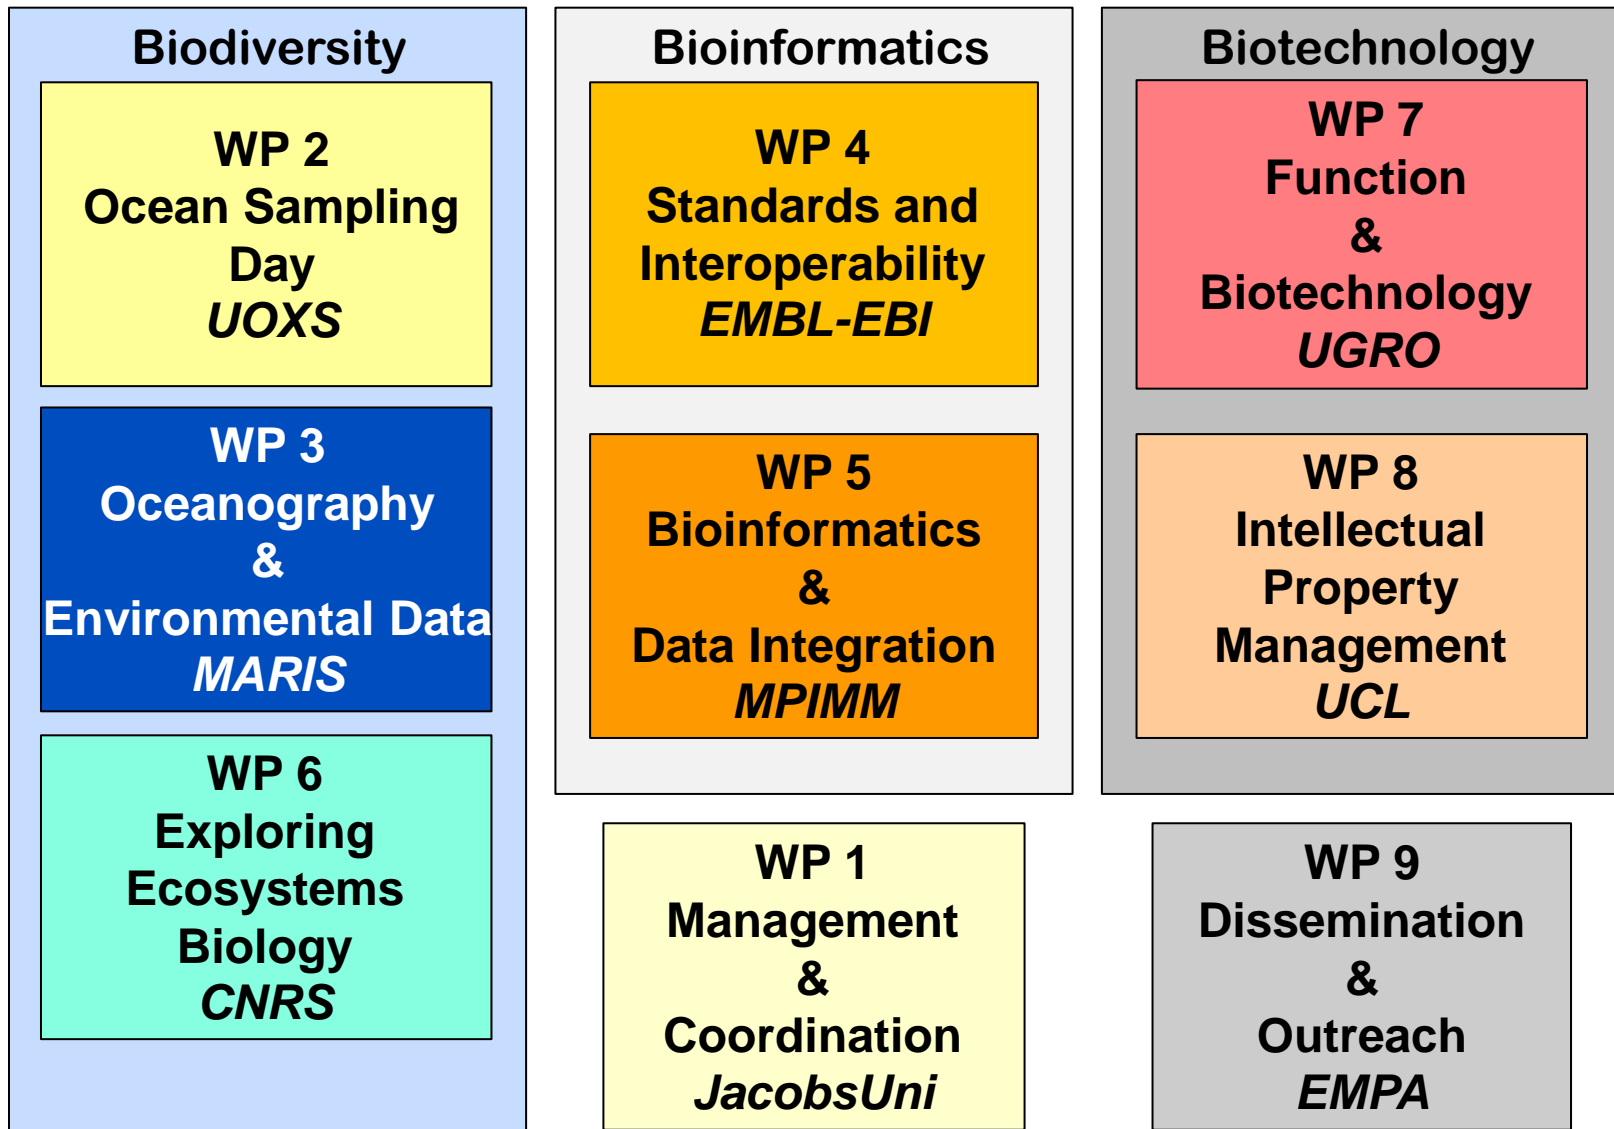 Biodiversity
WP 2
Ocean Sampling
Day
UOXS
WP 3
Oceanography
&
Environmental Data
MARIS
WP 6
Exploring
Ecosystems
Biology
CNRS
Bioinformatics
WP 4
Standards and
Interoperability
EMBL-EBI
WP 5
Bioinformatics
&
Data Integration
MPIMM
WP 1
Management
&
Coordination
JacobsUni
Biotechnology
WP 7
Function
&
Biotechnology
UGRO
WP 8
Intellectual
Property
Management
UCL
WP 9
Dissemination
&
Outreach
EMPA